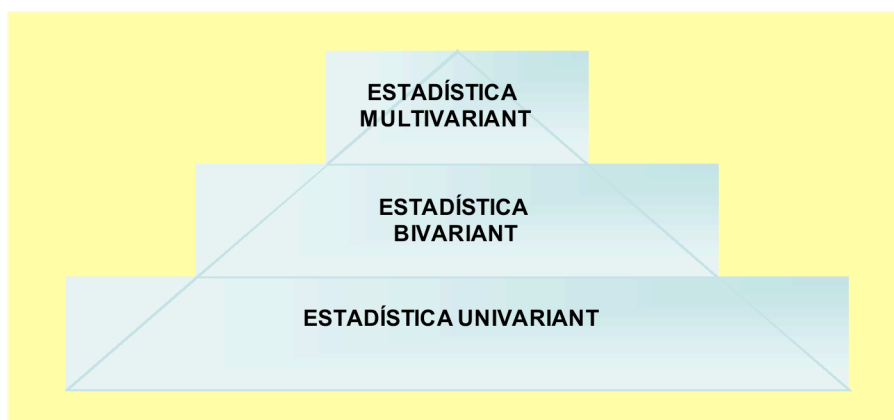 ESTADÍSTICA
MULTIVARIANT
ESTADÍSTICA
BIVARIANT
ESTADÍSTICA UNIVARIANT